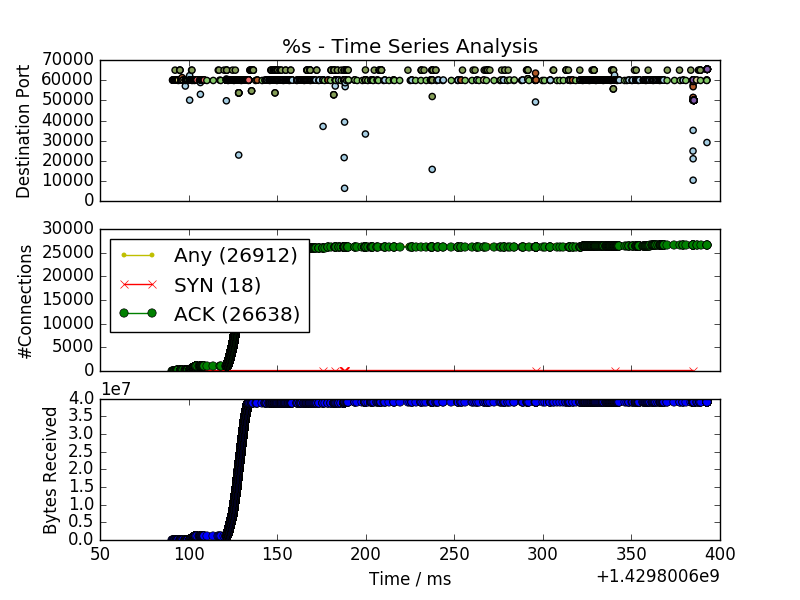 %s - Time Series Analysis
Destination Port
70000
60000
50000
40000
30000
20000
10000
0
#Connections
30000
25000
20000
15000
10000
5000
0
Any (26912)
SYN (18)
ACK (26638)
1e7
Bytes Received
4.0
3.5
3.0
2.5
2.0
1.5
1.0
0.5
0.0
50 100 150 200 250 300 350 400
Time / ms
+1.4298006e9